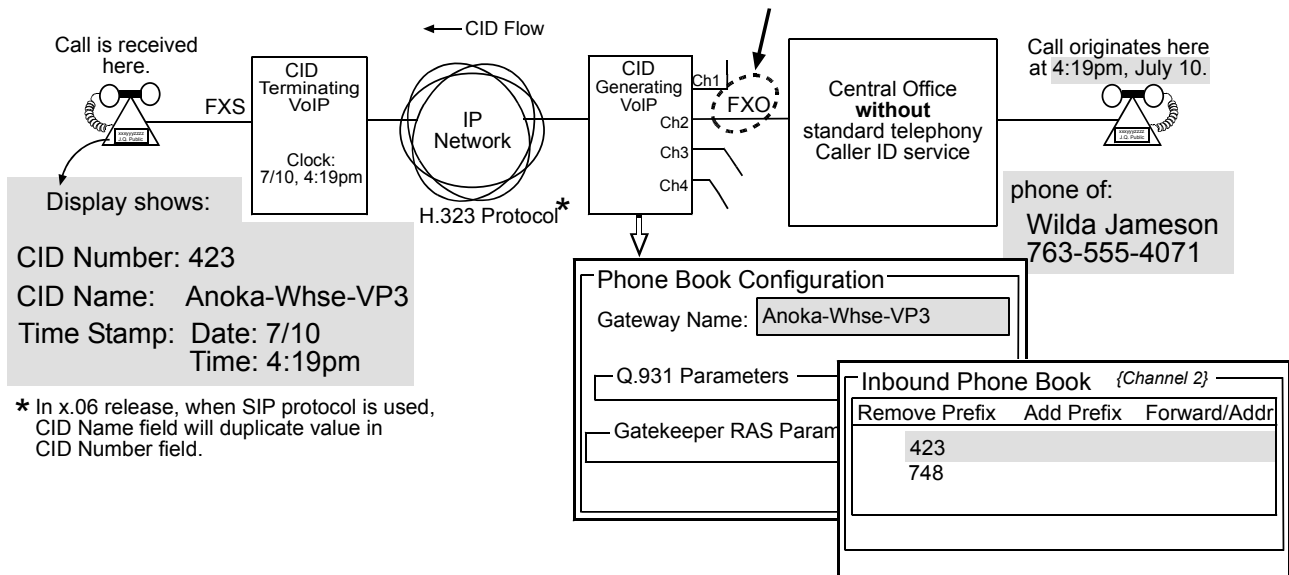 CID Flow
Call is received
here.
FXS
CID
Terminating
VoIP
Clock:
7/10, 4:19pm
IP
Network
H.323 Protocol*
CID
Generating
VoIP
Ch1
Ch2
Ch3
Ch4
FXO
Central Office
without
standard telephony
Caller ID service
Call originates here
at 4:19pm, July 10.
xxxyyyzzzz
J.Q. Public
xxxyyyzzzz
J.Q. Public
phone of:
Wilda Jameson
763-555-4071
Display shows:
CID Number: 423
CID Name: Anoka-Whse-VP3
Time Stamp: Date: 7/10
Time: 4:19pm
* In x.06 release, when SIP protocol is used,
CID Name field will duplicate value in
CID Number field.
Phone Book Configuration
Gateway Name: Anoka-Whse-VP3
Q.931 Parameters
Gatekeeper RAS Param
Inbound Phone Book {Channel 2}
Remove Prefix Add Prefix Forward/Addr
423
748